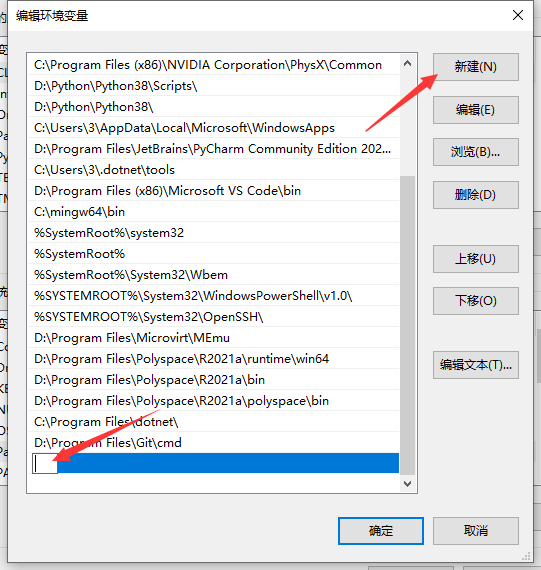 编辑环境变量
C:\Program Files (x86)\NVIDIA Corporation\PhysX\Common
D:\Python\Python38\Scripts\
D:\Python\Python38\
C:\Users\3\AppData\Local\Microsoft\WindowsApps
D:\Program Files\JetBrains\PyCharm Community Edition 202...
C:\Users\3\.dotnet\tools
D:\Program Files (x86)\Microsoft VS Code\bin
C:\mingw64\bin
%SystemRoot%\system32
%SystemRoot%
%SystemRoot%\System32\Wbem
%SYSTEMROOT%\System32\WindowsPowerShell\v1.0\
%SYSTEMROOT%\System32\OpenSSH\
D:\Program Files\Microvirt\MEmu
D:\Program Files\Polyspace\R2021a\runtime\win64
D:\Program Files\Polyspace\R2021a\bin
D:\Program Files\Polyspace\R2021a\polyspace\bin
C:\Program Files\dotnet\
D:\Program Files\Git\cmd
新建(N)
编辑(E)
浏览(B)...
删除(D)
上移(U)
下移(O)
编辑文本(T)...
确定
取消